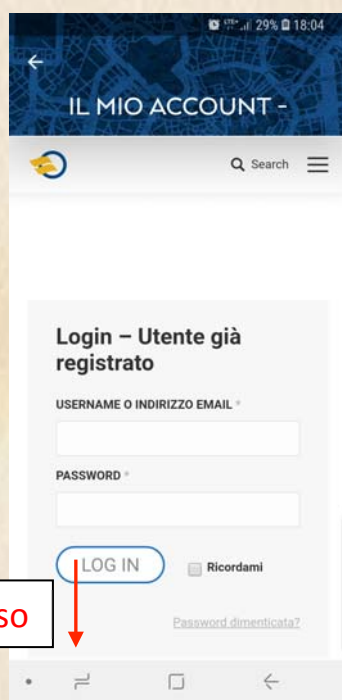 29% 18:04
IL MIO ACCOUNT -
Search
Login – Utente già
registrato
USERNAME O INDIRIZZO EMAIL *
PASSWORD *
LOG IN
Ricordami
so
Password dimenticata?